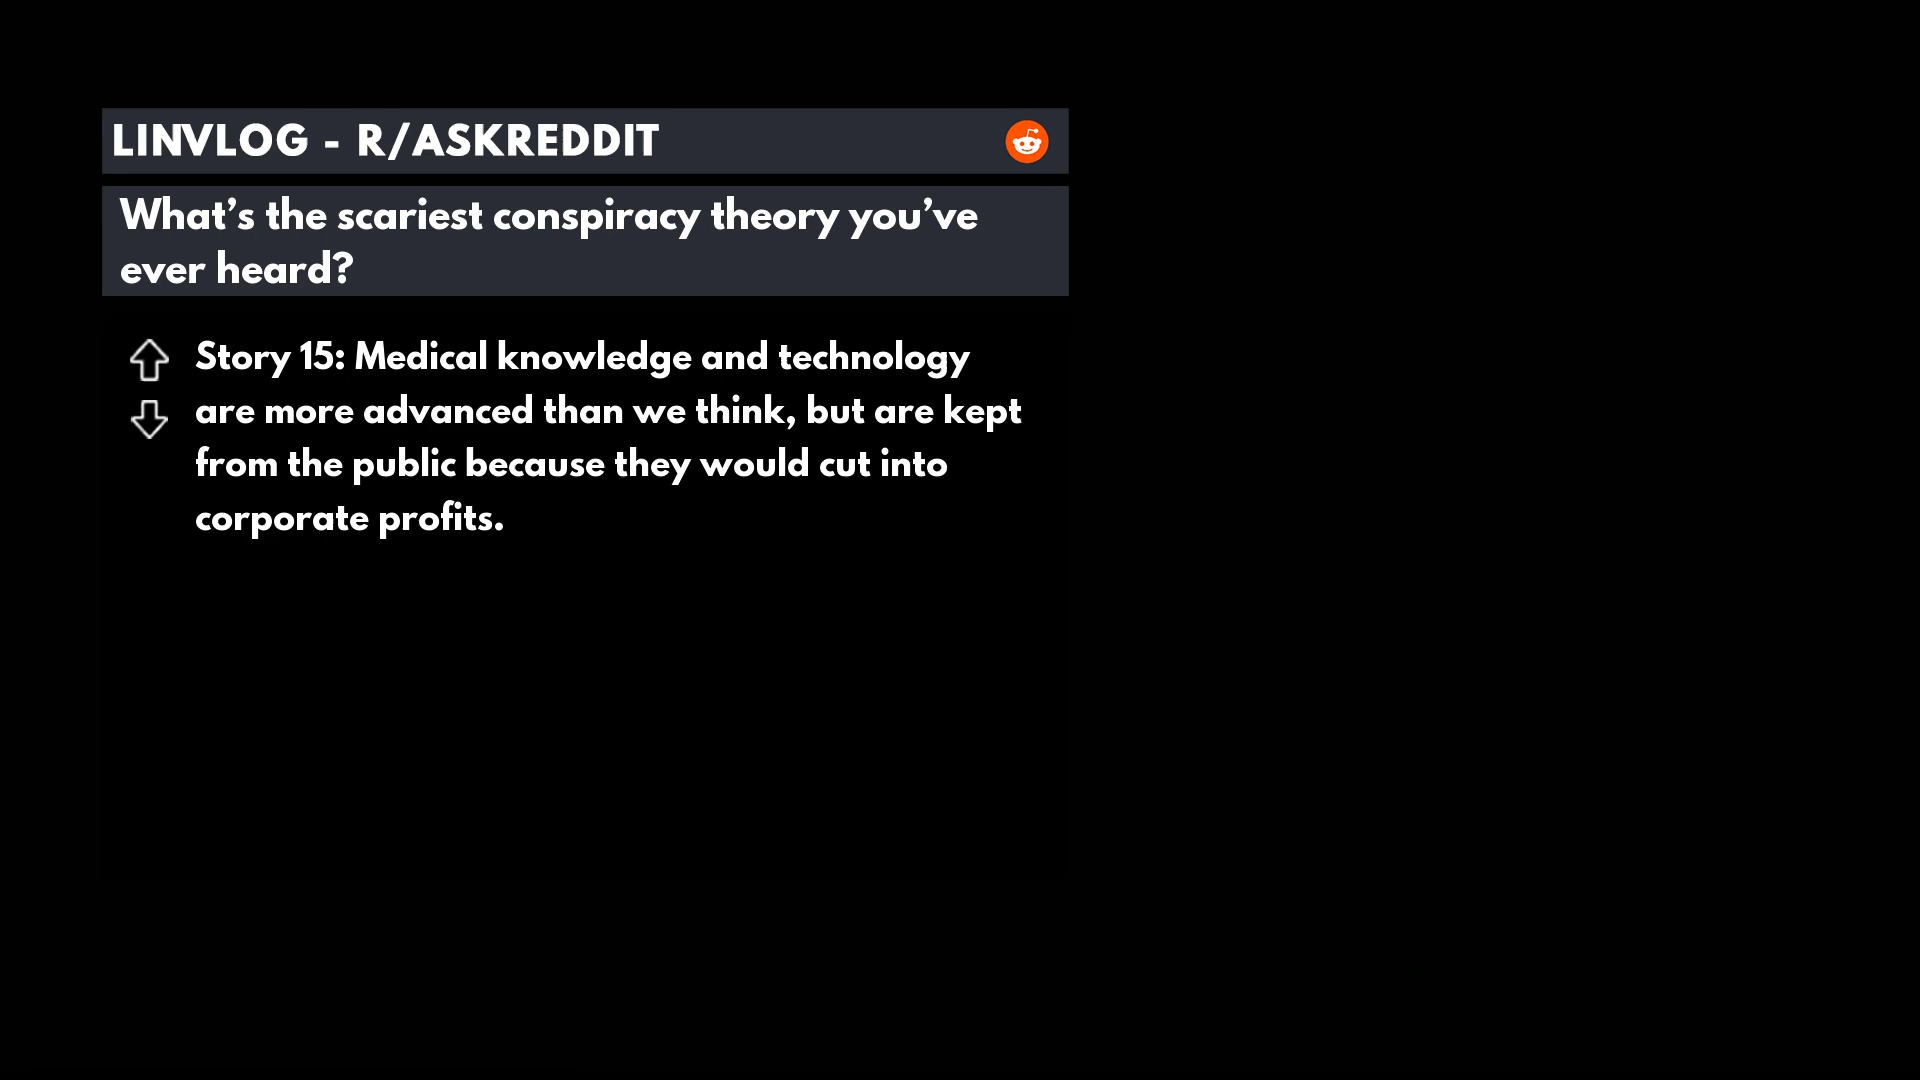 LINVLOG - R/ASKREDDIT
What’s the scariest conspiracy theory you’ve
ever heard?
Story 15: Medical knowledge and technology
are more advanced than we think, but are kept
from the public because they would cut into
corporate profits.